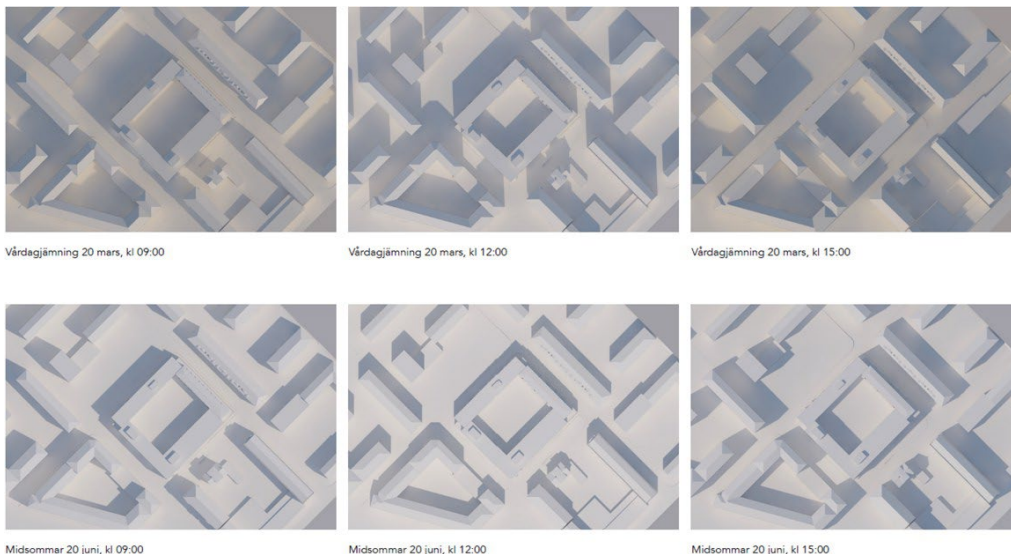 Vårdagjämning 20 mars, kl 09:00
Vårdagjämning 20 mars, kl 12:00
Vårdagjämning 20 mars, kl 15:00
Midsommar 20 juni, kl 09:00
Midsommar 20 juni, kl 12:00
Midsommar 20 juni, kl 15:00